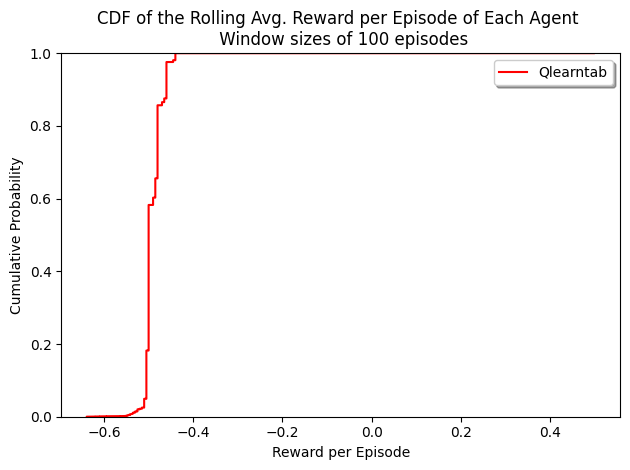 CDF of the Rolling Avg. Reward per Episode of Each Agent
Window sizes of 100 episodes
Qlearntab
1.0
0.8
0.6
0.4
0.2
0.0
Cumulative Probability
−0.6
−0.4
−0.2
0.0
0.2
0.4
Reward per Episode